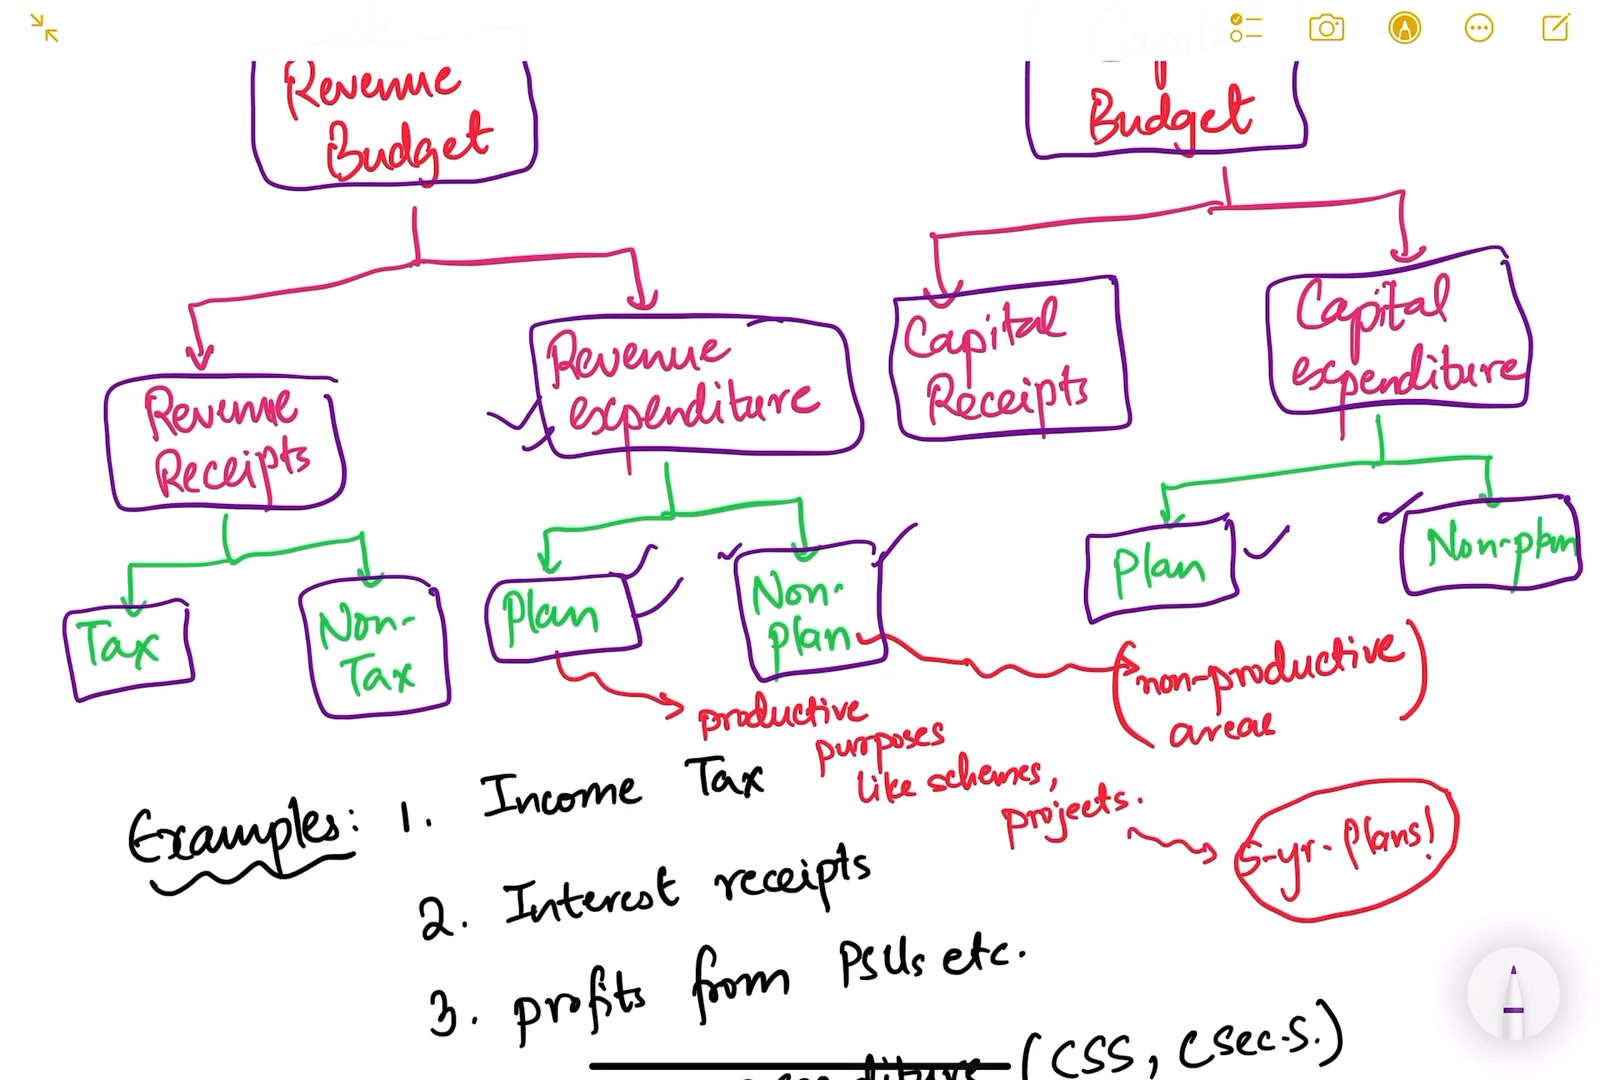 Revenue
Budget
Budget
Revenue
Receipts
Revenue
expenditure
Capital
Receipts
Capital
expenditure
Tax
Non-
Tax
Plan
Non-
plan
Plan
Non-plan
productive
purposes
like schemes,
projects.
(non-productive
areas)
5-yr. Plans!
Examples: 1. Income Tax
2. Interest receipts
3. profits from PSUs etc.
(CSS, CSec.S.)